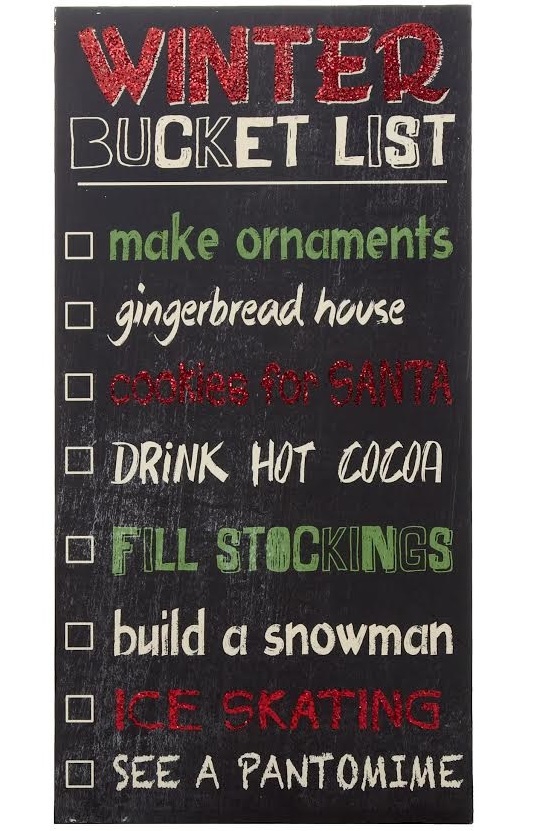 WINTER
BUCKET LIST
make ornaments
gingerbread house
cookies for SANTA
DRiNK HOT COCOA
FILL STOCKINGS
build a snowman
ICE SKATING
SEE A PANTOMIME